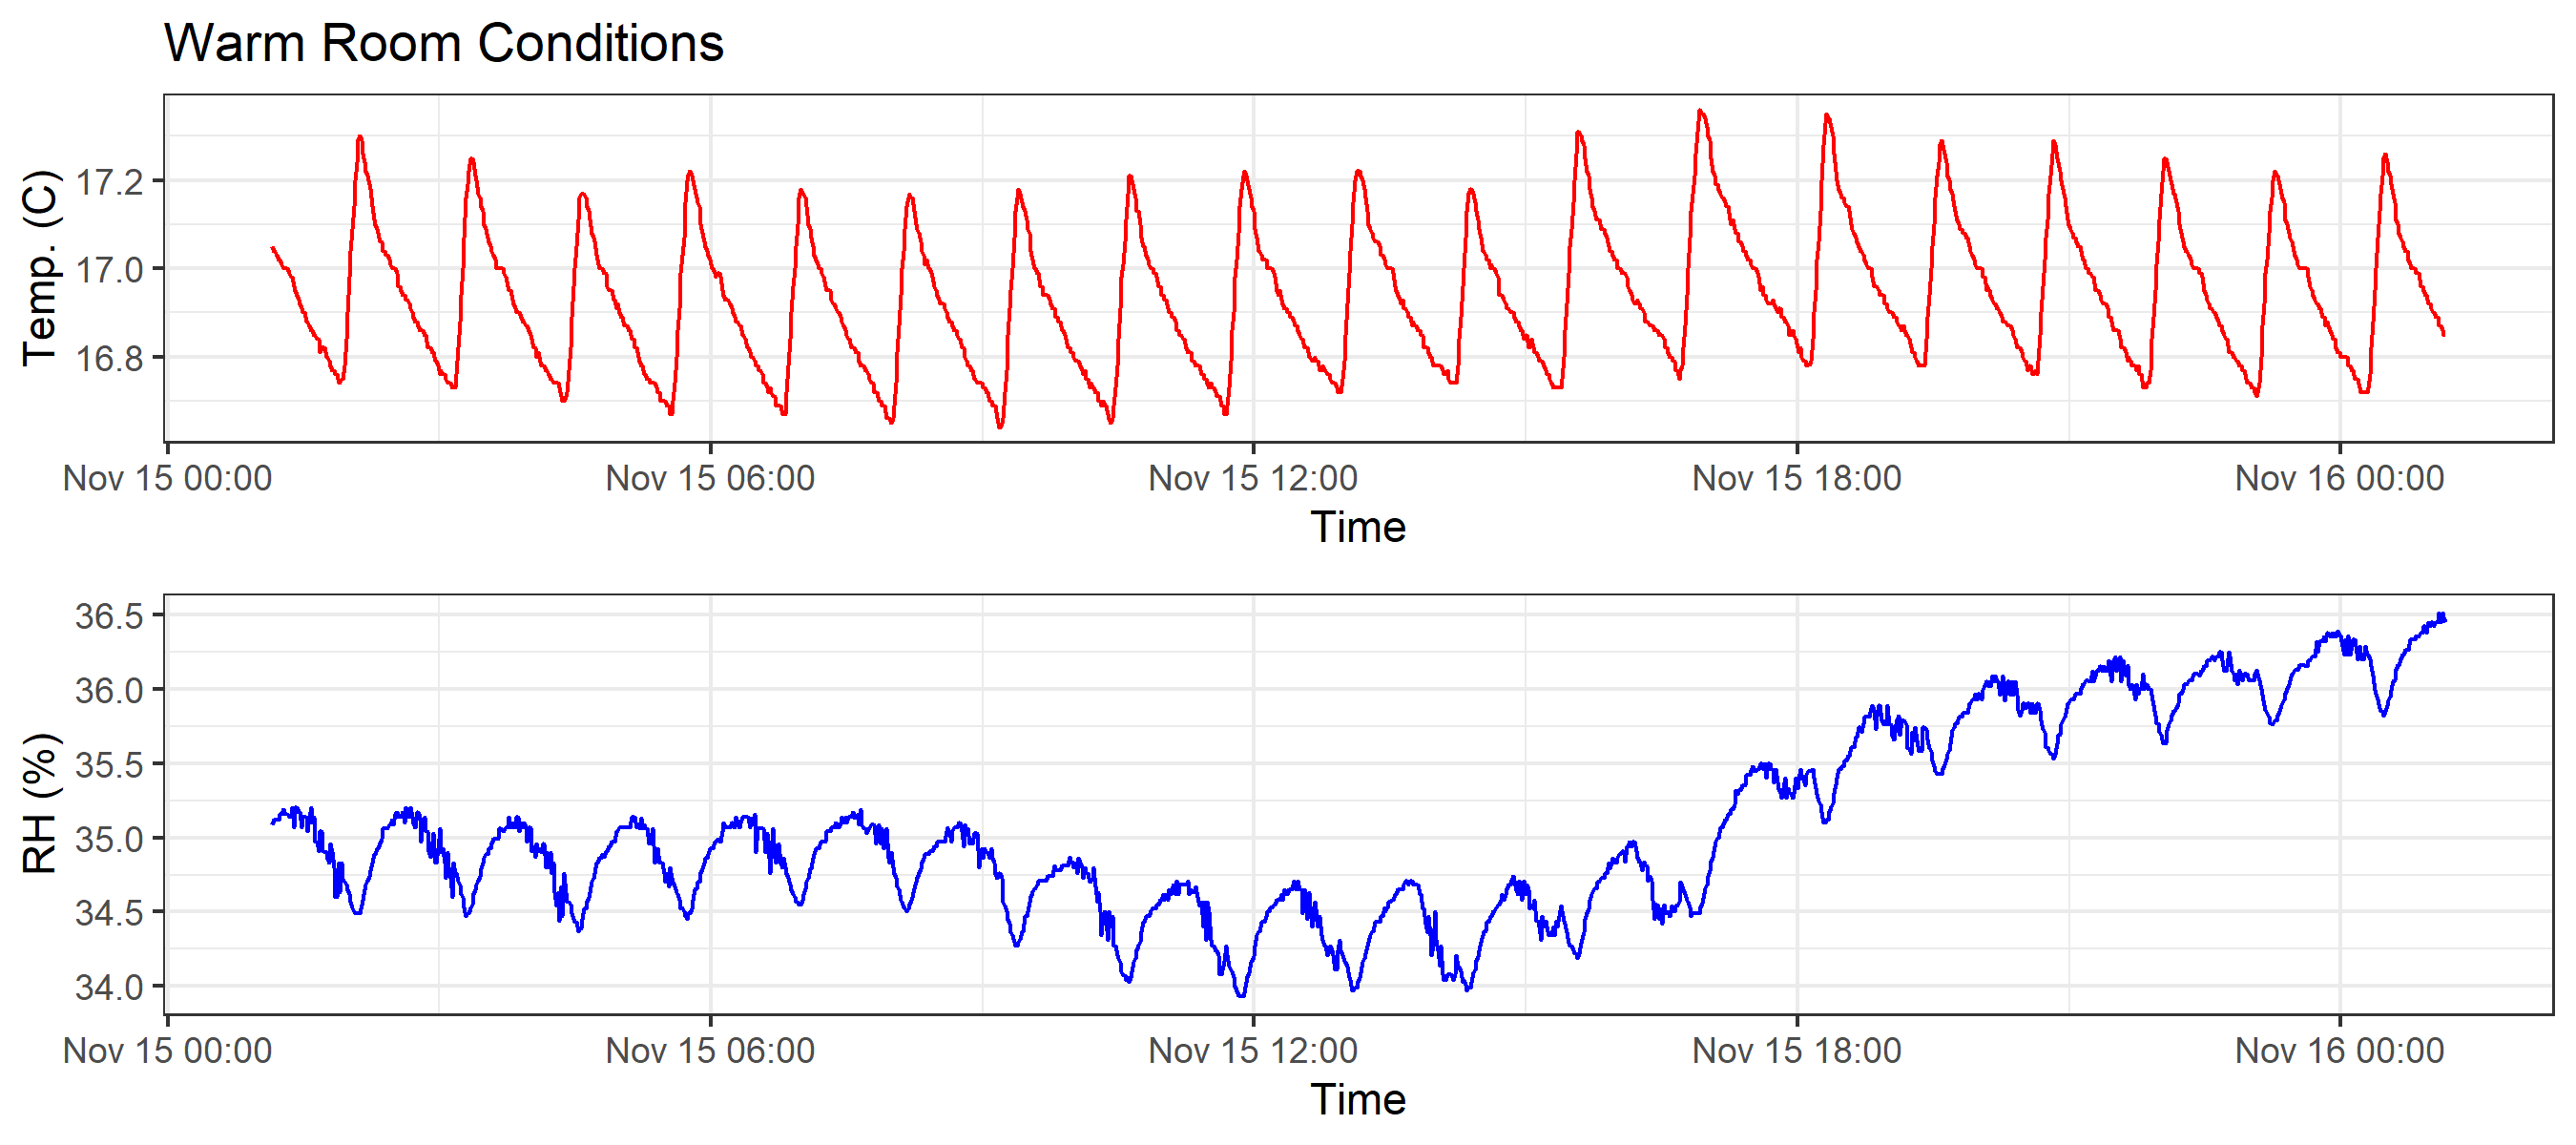 Warm Room Conditions
Temp. (C)
17.2
17.0
16.8
Nov 15 00:00 Nov 15 06:00 Nov 15 12:00 Nov 15 18:00 Nov 16 00:00
Time
RH (%)
36.5
36.0
35.5
35.0
34.5
34.0
Nov 15 00:00 Nov 15 06:00 Nov 15 12:00 Nov 15 18:00 Nov 16 00:00
Time